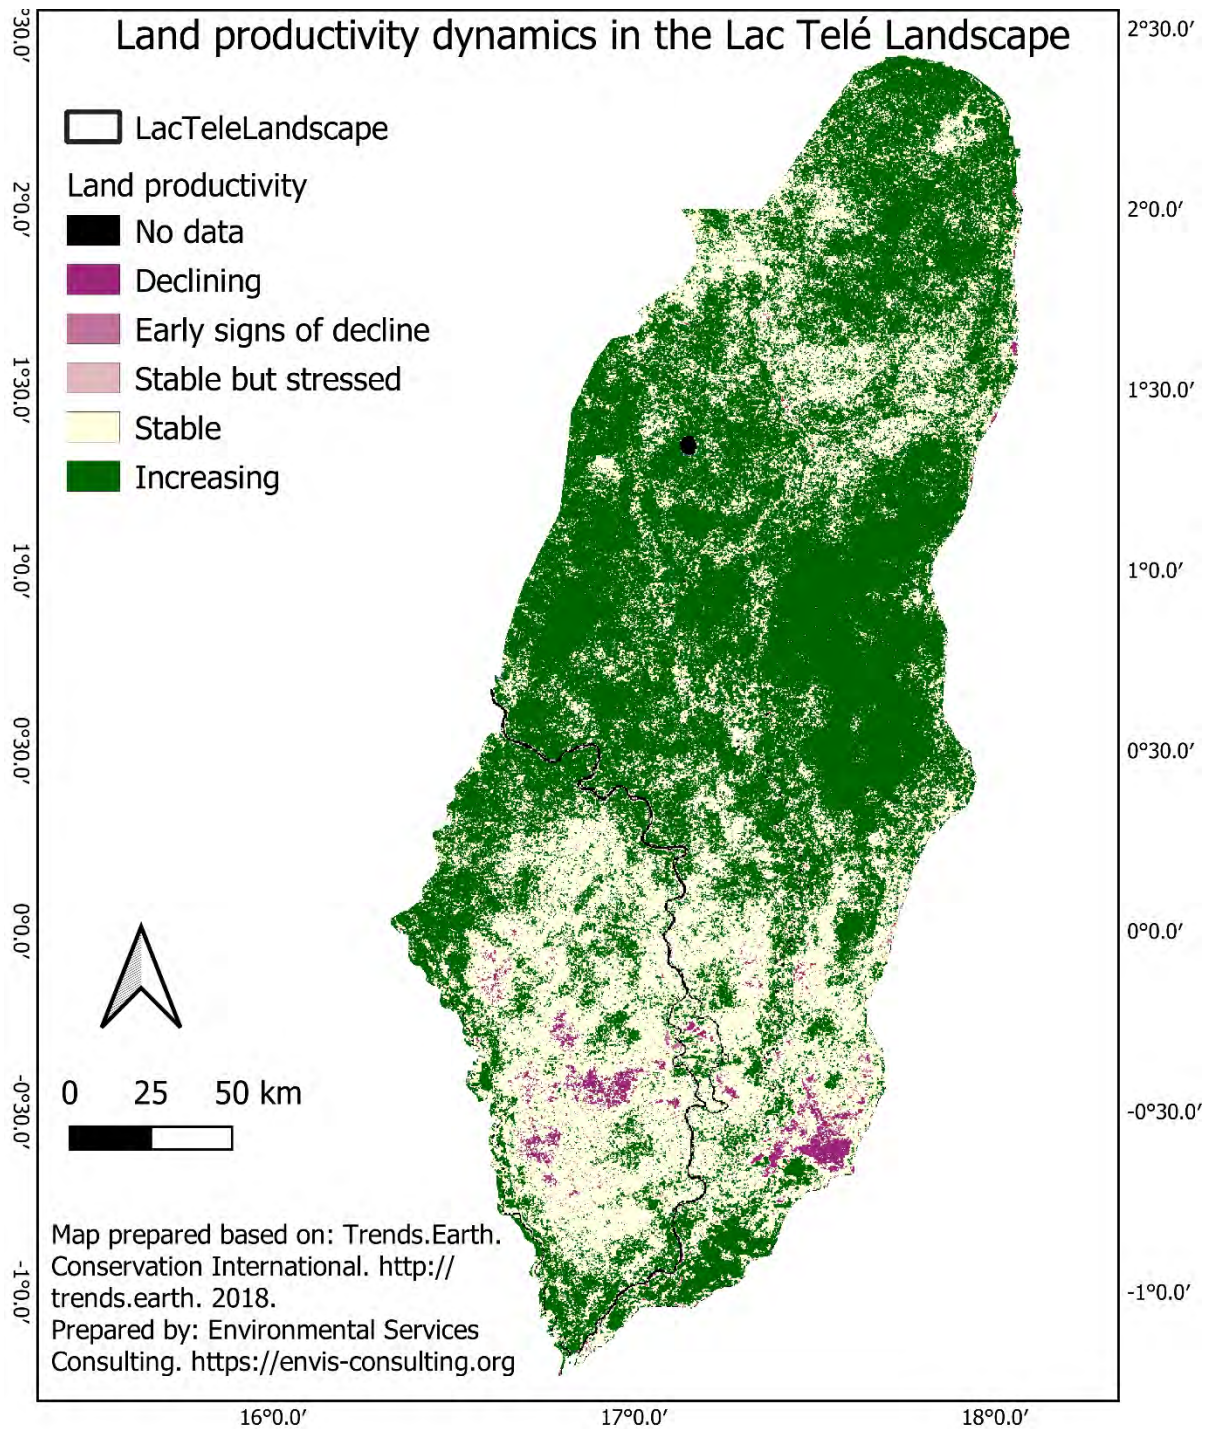 Land productivity dynamics in the Lac Telé Landscape
LacTeleLandscape
Land productivity
No data
Declining
Early signs of decline
Stable but stressed
Stable
Increasing
0 25 50 km
Map prepared based on: Trends.Earth.
Conservation International. http://
trends.earth. 2018.
Prepared by: Environmental Services
Consulting. https://envis-consulting.org
2°0.0′
1°30.0′
1°0.0′
0°30.0′
0°0.0′
-0°30.0′
-1°0.0′
2°30.0′
2°0.0′
1°30.0′
1°0.0′
0°30.0′
0°0.0′
-0°30.0′
-1°0.0′
16°0.0′ 17°0.0′ 18°0.0′